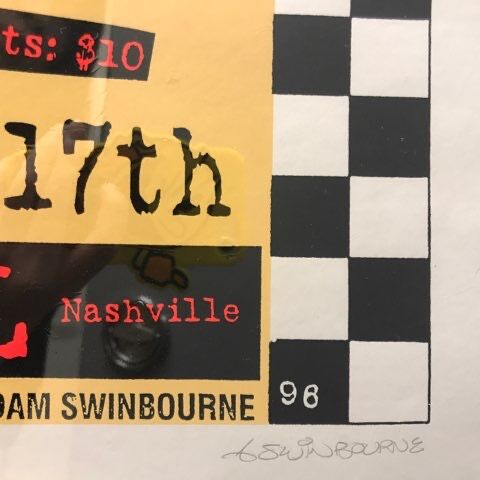 ts: $10
17th
Nashville
DAM SWINBOURNE
96
SWINBOURNE